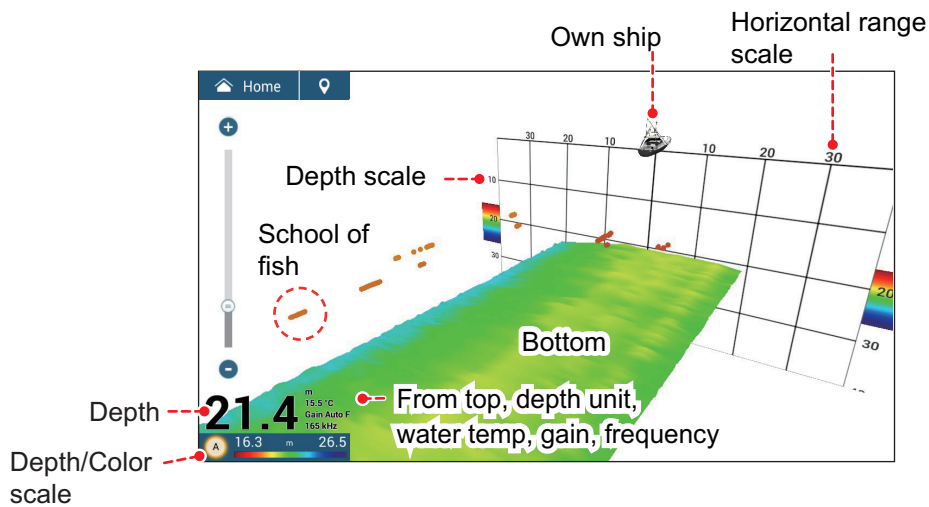 Own ship
Horizontal range
scale
Home
30 20 10 10 20 30
Depth scale
10
20
30
School of
fish
20
30
Bottom
Depth
21.4
m
15.5 °C
Gain Auto F
165 kHz
From top, depth unit,
water temp, gain, frequency
A
16.3 m 26.5
Depth/Color
scale